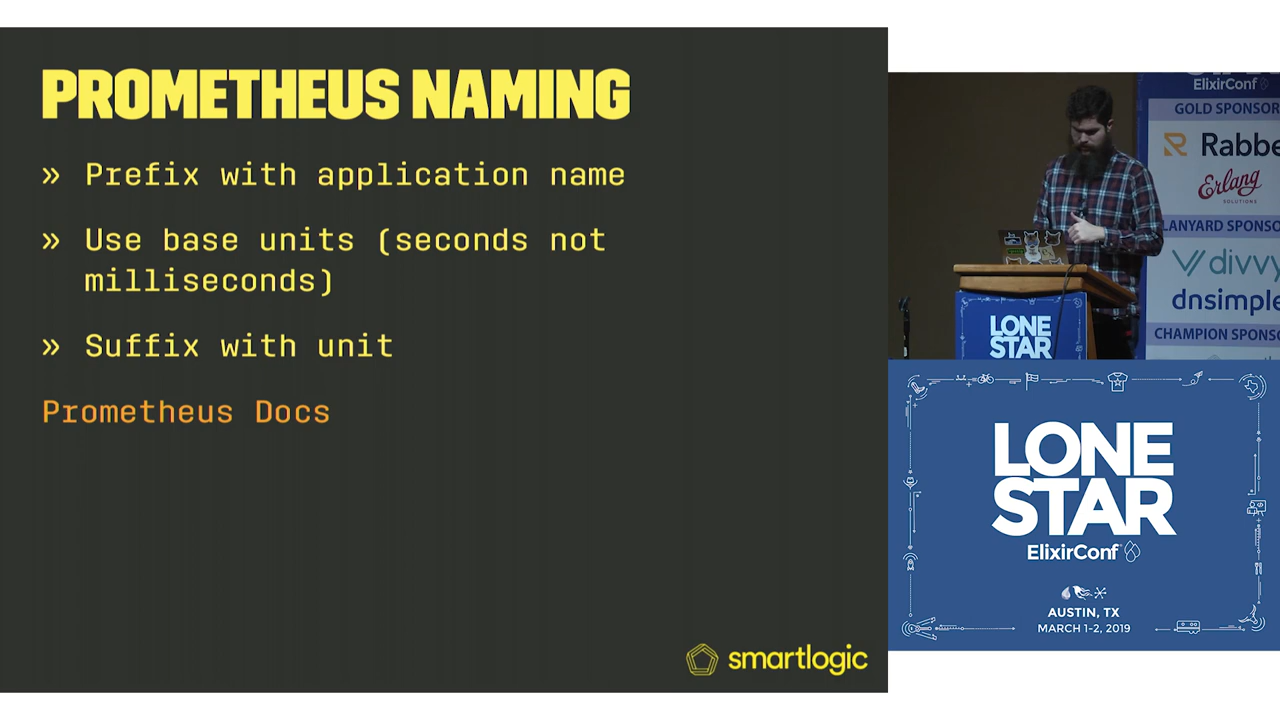 PROMETHEUS NAMING
» Prefix with application name
» Use base units (seconds not
milliseconds)
» Suffix with unit
Prometheus Docs
smartlogic
ElixirConf
GOLD SPONSOR
Erlang
SOLUTIONS
LANYARD SPONSO
divvy
dnsimple
CHAMPION SPONSO
LONE
STAR
LONE
STAR
ElixirConf
AUSTIN, TX
MARCH 1-2, 2019